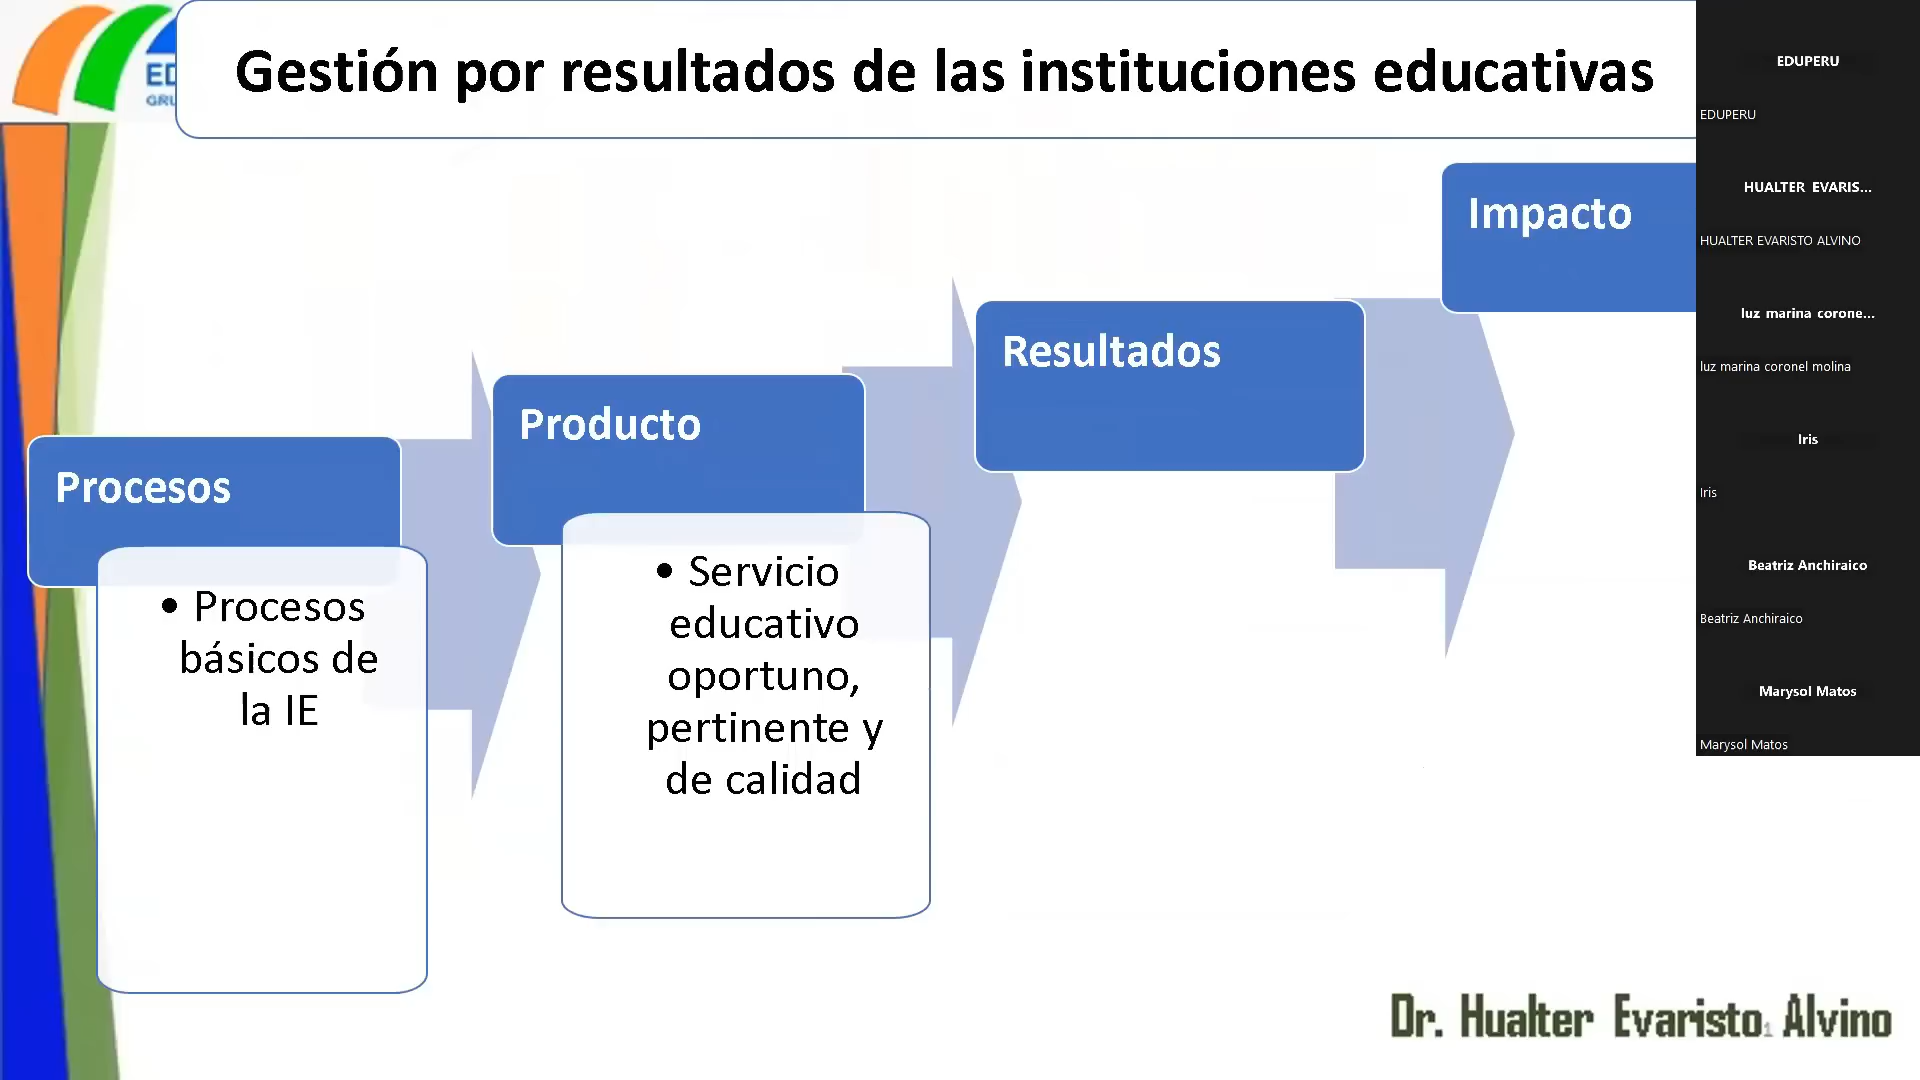 Gestión por resultados de las instituciones educativas
Impacto
Resultados
Producto
Procesos
• Servicio
educativo
oportuno,
pertinente y
de calidad
• Procesos
básicos de
la IE
Dr. Hualter Evaristo Alvino
EDUPERU
EDUPERU
HUALTER EVARIS...
HUALTER EVARISTO ALVINO
luz marina corone...
luz marina coronel molina
Iris
Iris
Beatriz Anchiraico
Beatriz Anchiraico
Marysol Matos
Marysol Matos